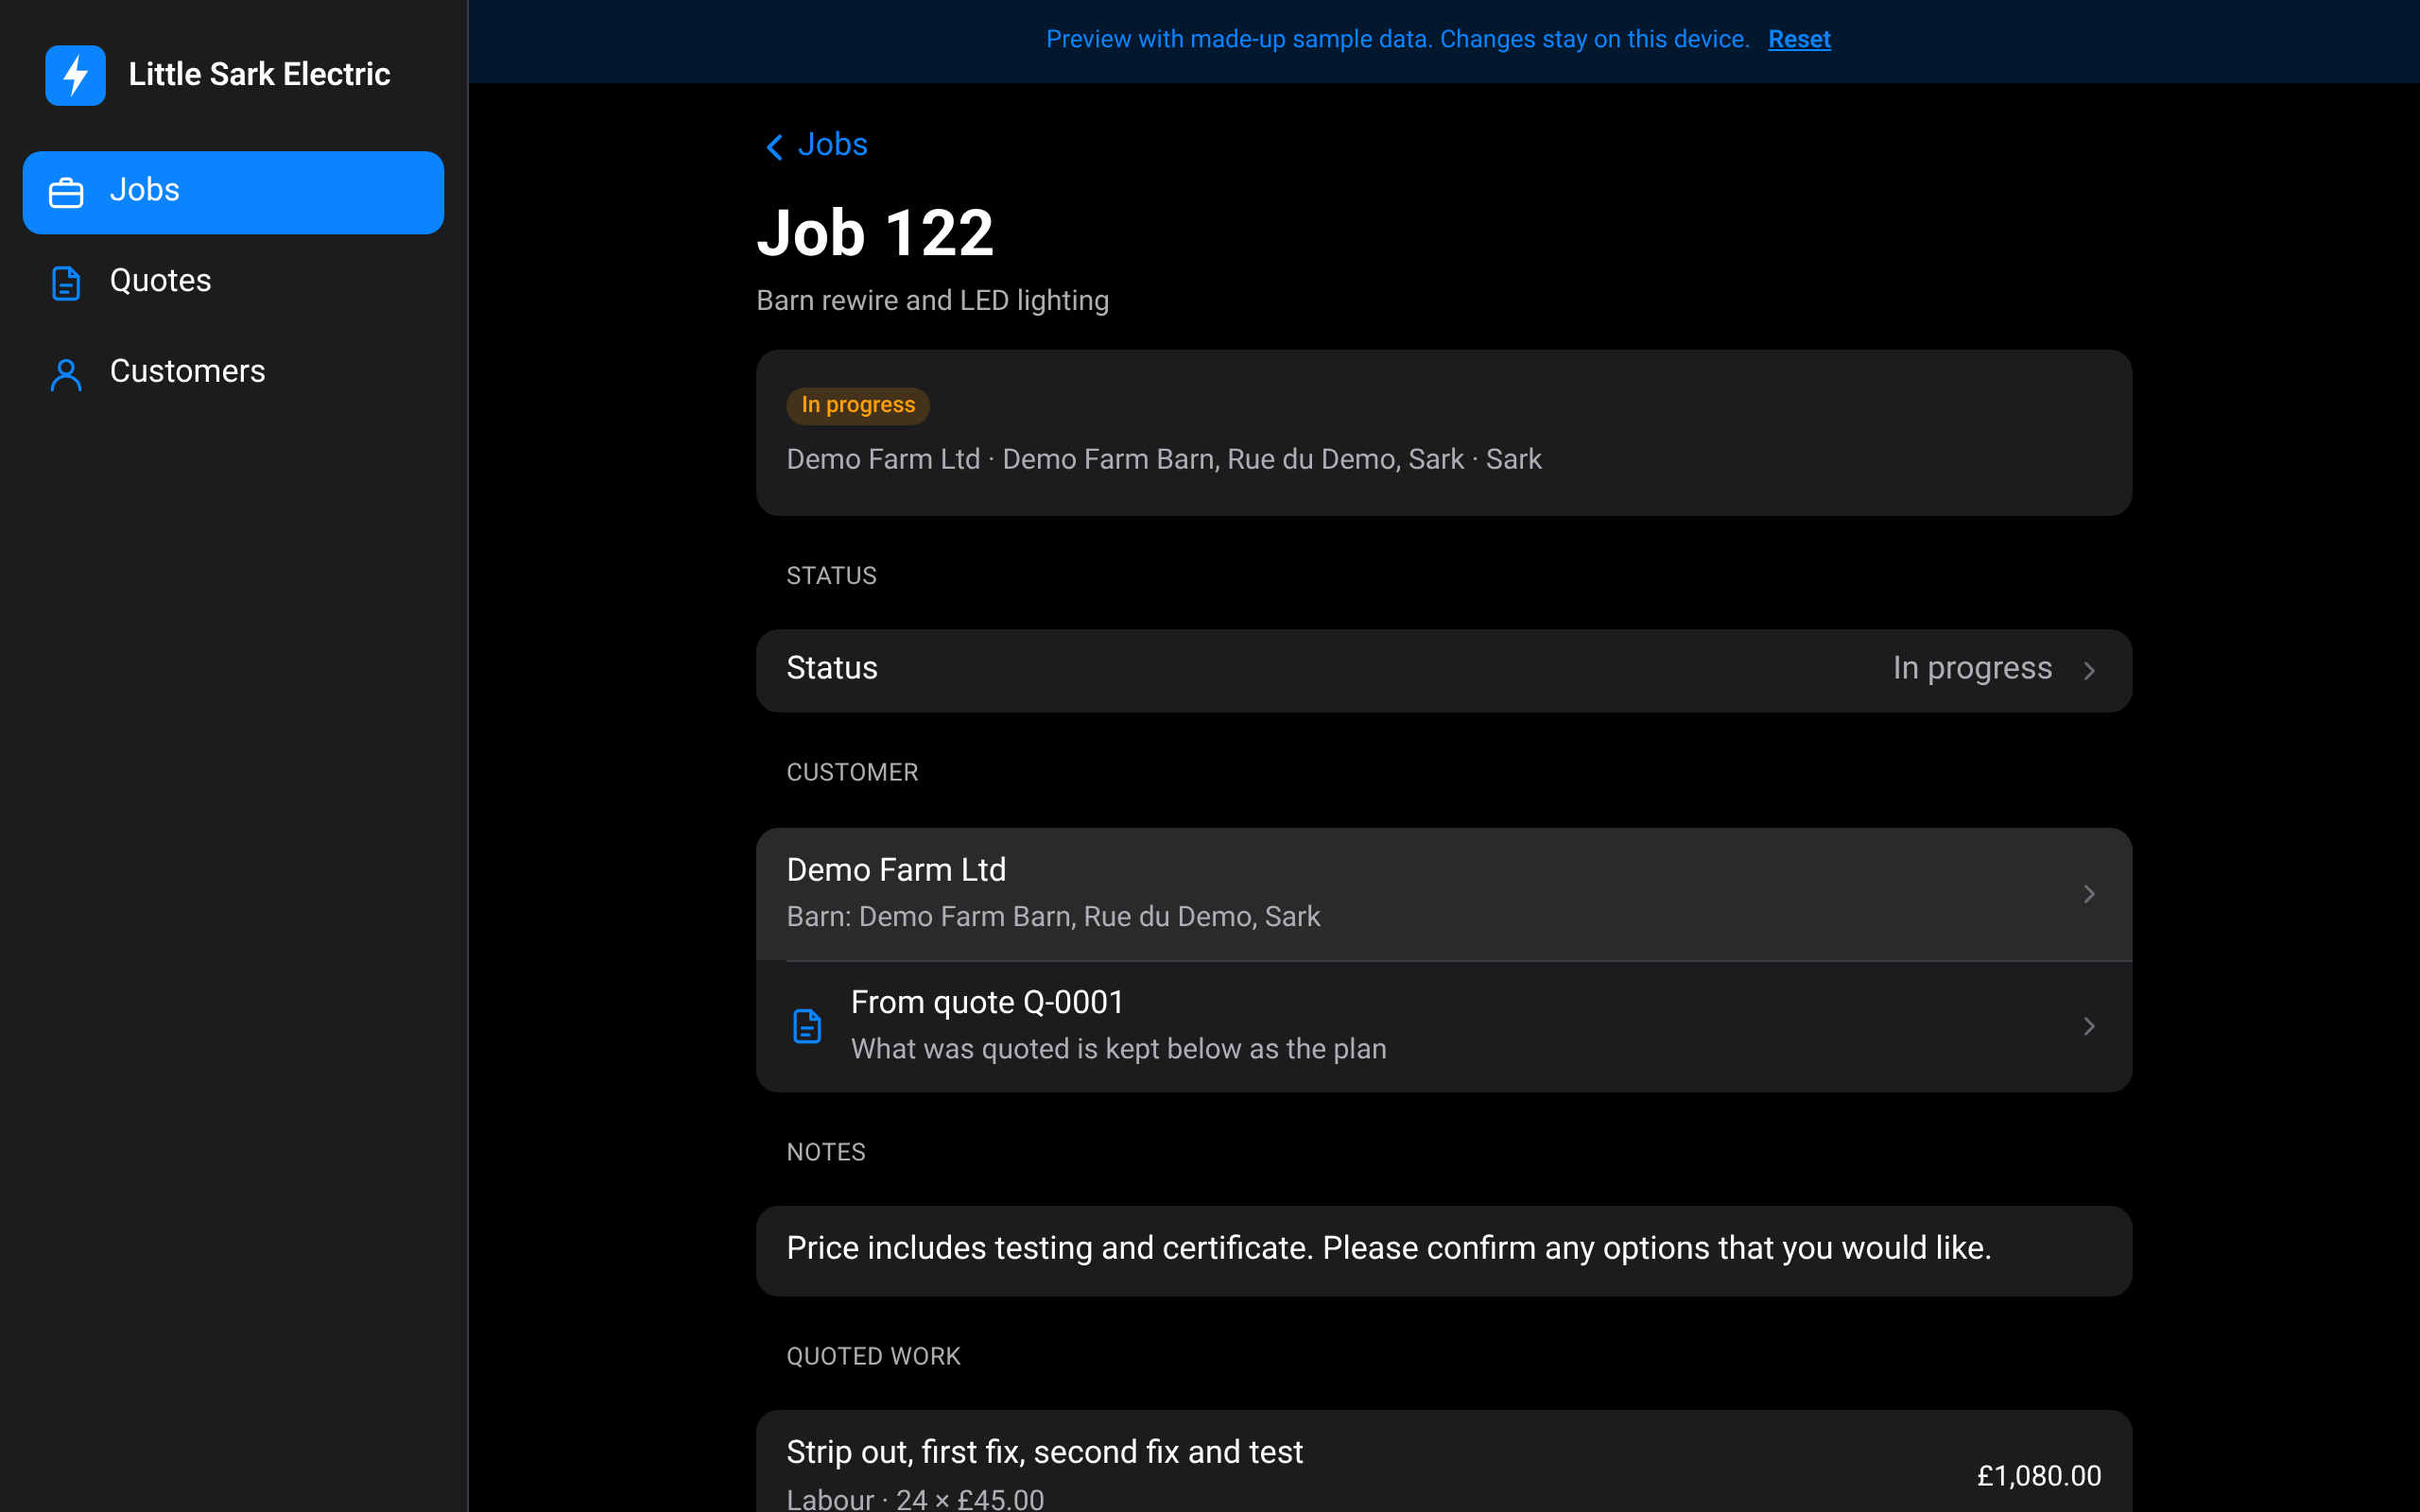 Little Sark Electric
Jobs
Quotes
Customers
Preview with made-up sample data. Changes stay on this device. Reset
Jobs
Job 122
Barn rewire and LED lighting
In progress
Demo Farm Ltd · Demo Farm Barn, Rue du Demo, Sark · Sark
STATUS
Status In progress
CUSTOMER
Demo Farm Ltd
Barn: Demo Farm Barn, Rue du Demo, Sark
From quote Q-0001
What was quoted is kept below as the plan
NOTES
Price includes testing and certificate. Please confirm any options that you would like.
QUOTED WORK
Strip out, first fix, second fix and test
£1,080.00
Labour · 24 × £45.00